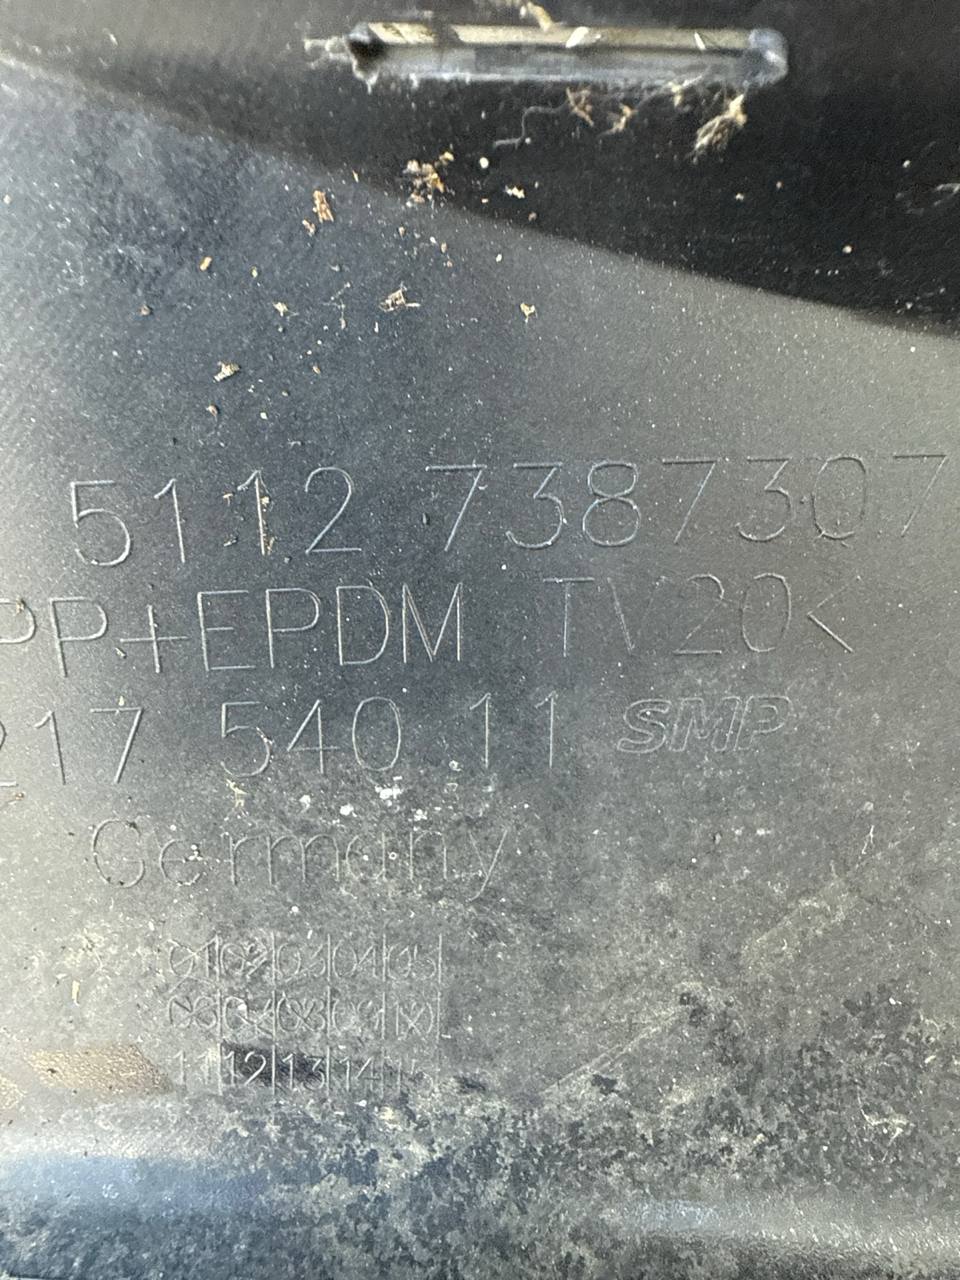 5112 7387307
PP+EPDM TV20<
217 540 11 SMP
Germany
01 02 03 04 05
06 07 08 09 10
11 12 13 14 15